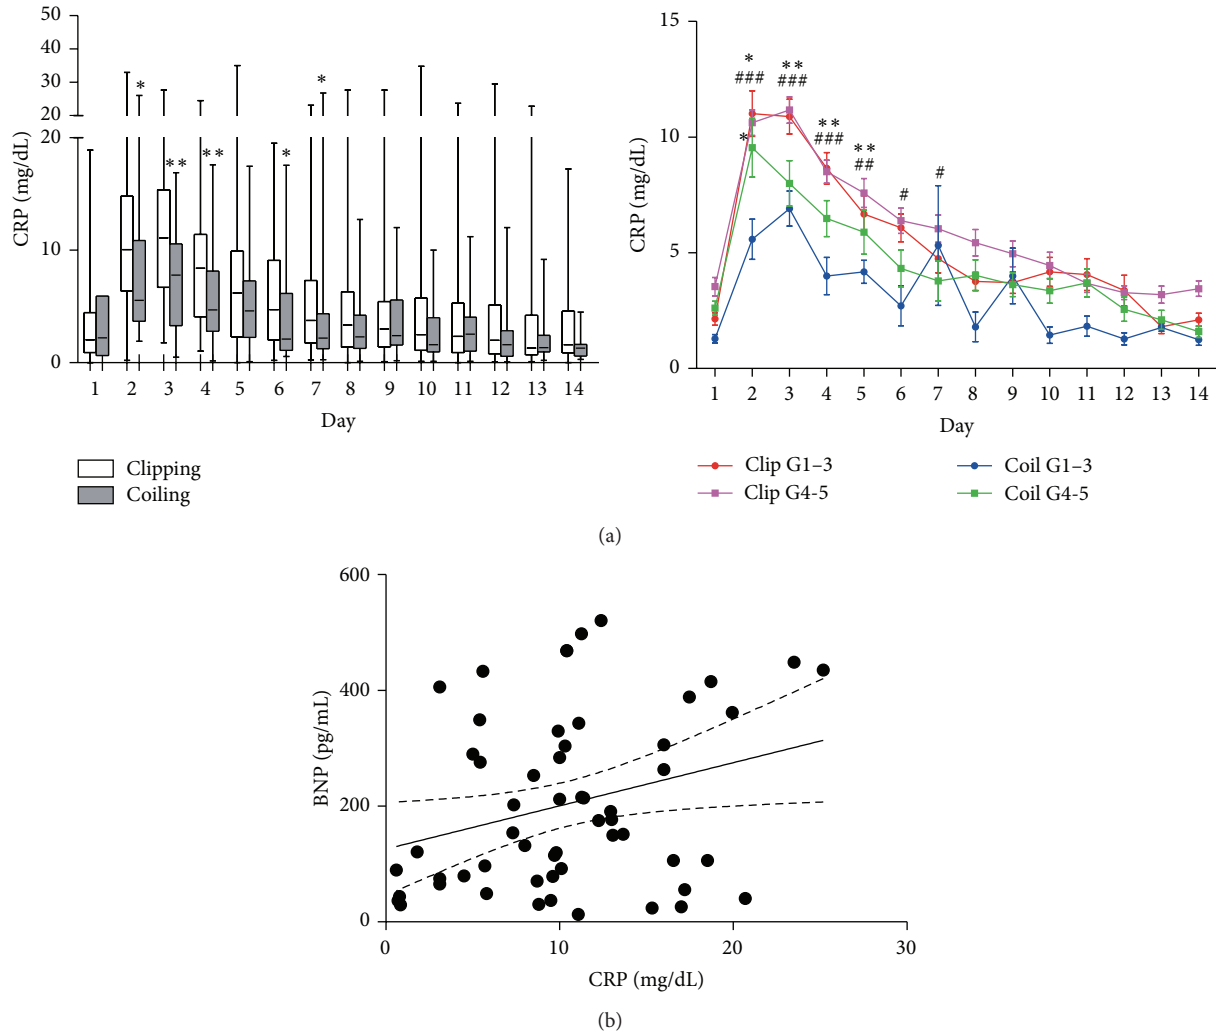 50
40
30
20
20
10
0
CRP (mg/dL)
*
**
**
*
*
1 2 3 4 5 6 7 8 9 10 11 12 13 14
Day
Clipping
Coiling
15
10
5
0
CRP (mg/dL)
*
###
*
**
###
**
###
**
##
#
#
1 2 3 4 5 6 7 8 9 10 11 12 13 14
Day
Clip G1–3
Clip G4-5
Coil G1–3
Coil G4-5
(a)
600
400
200
0
BNP (pg/mL)
0 10 20 30
CRP (mg/dL)
(b)